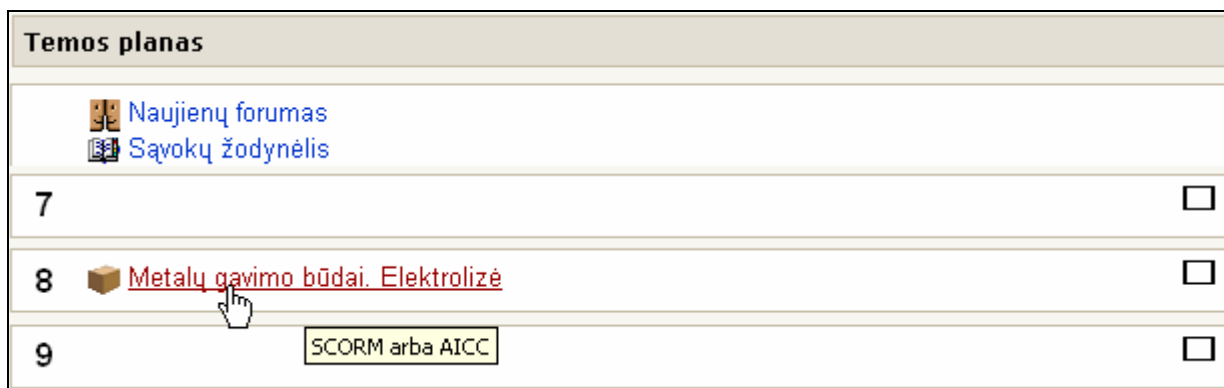 Temos planas
Naujienų forumas
Sąvokų žodynėlis
7
8 Metalų gavimo būdai. Elektrolizė
SCORM arba AICC
9